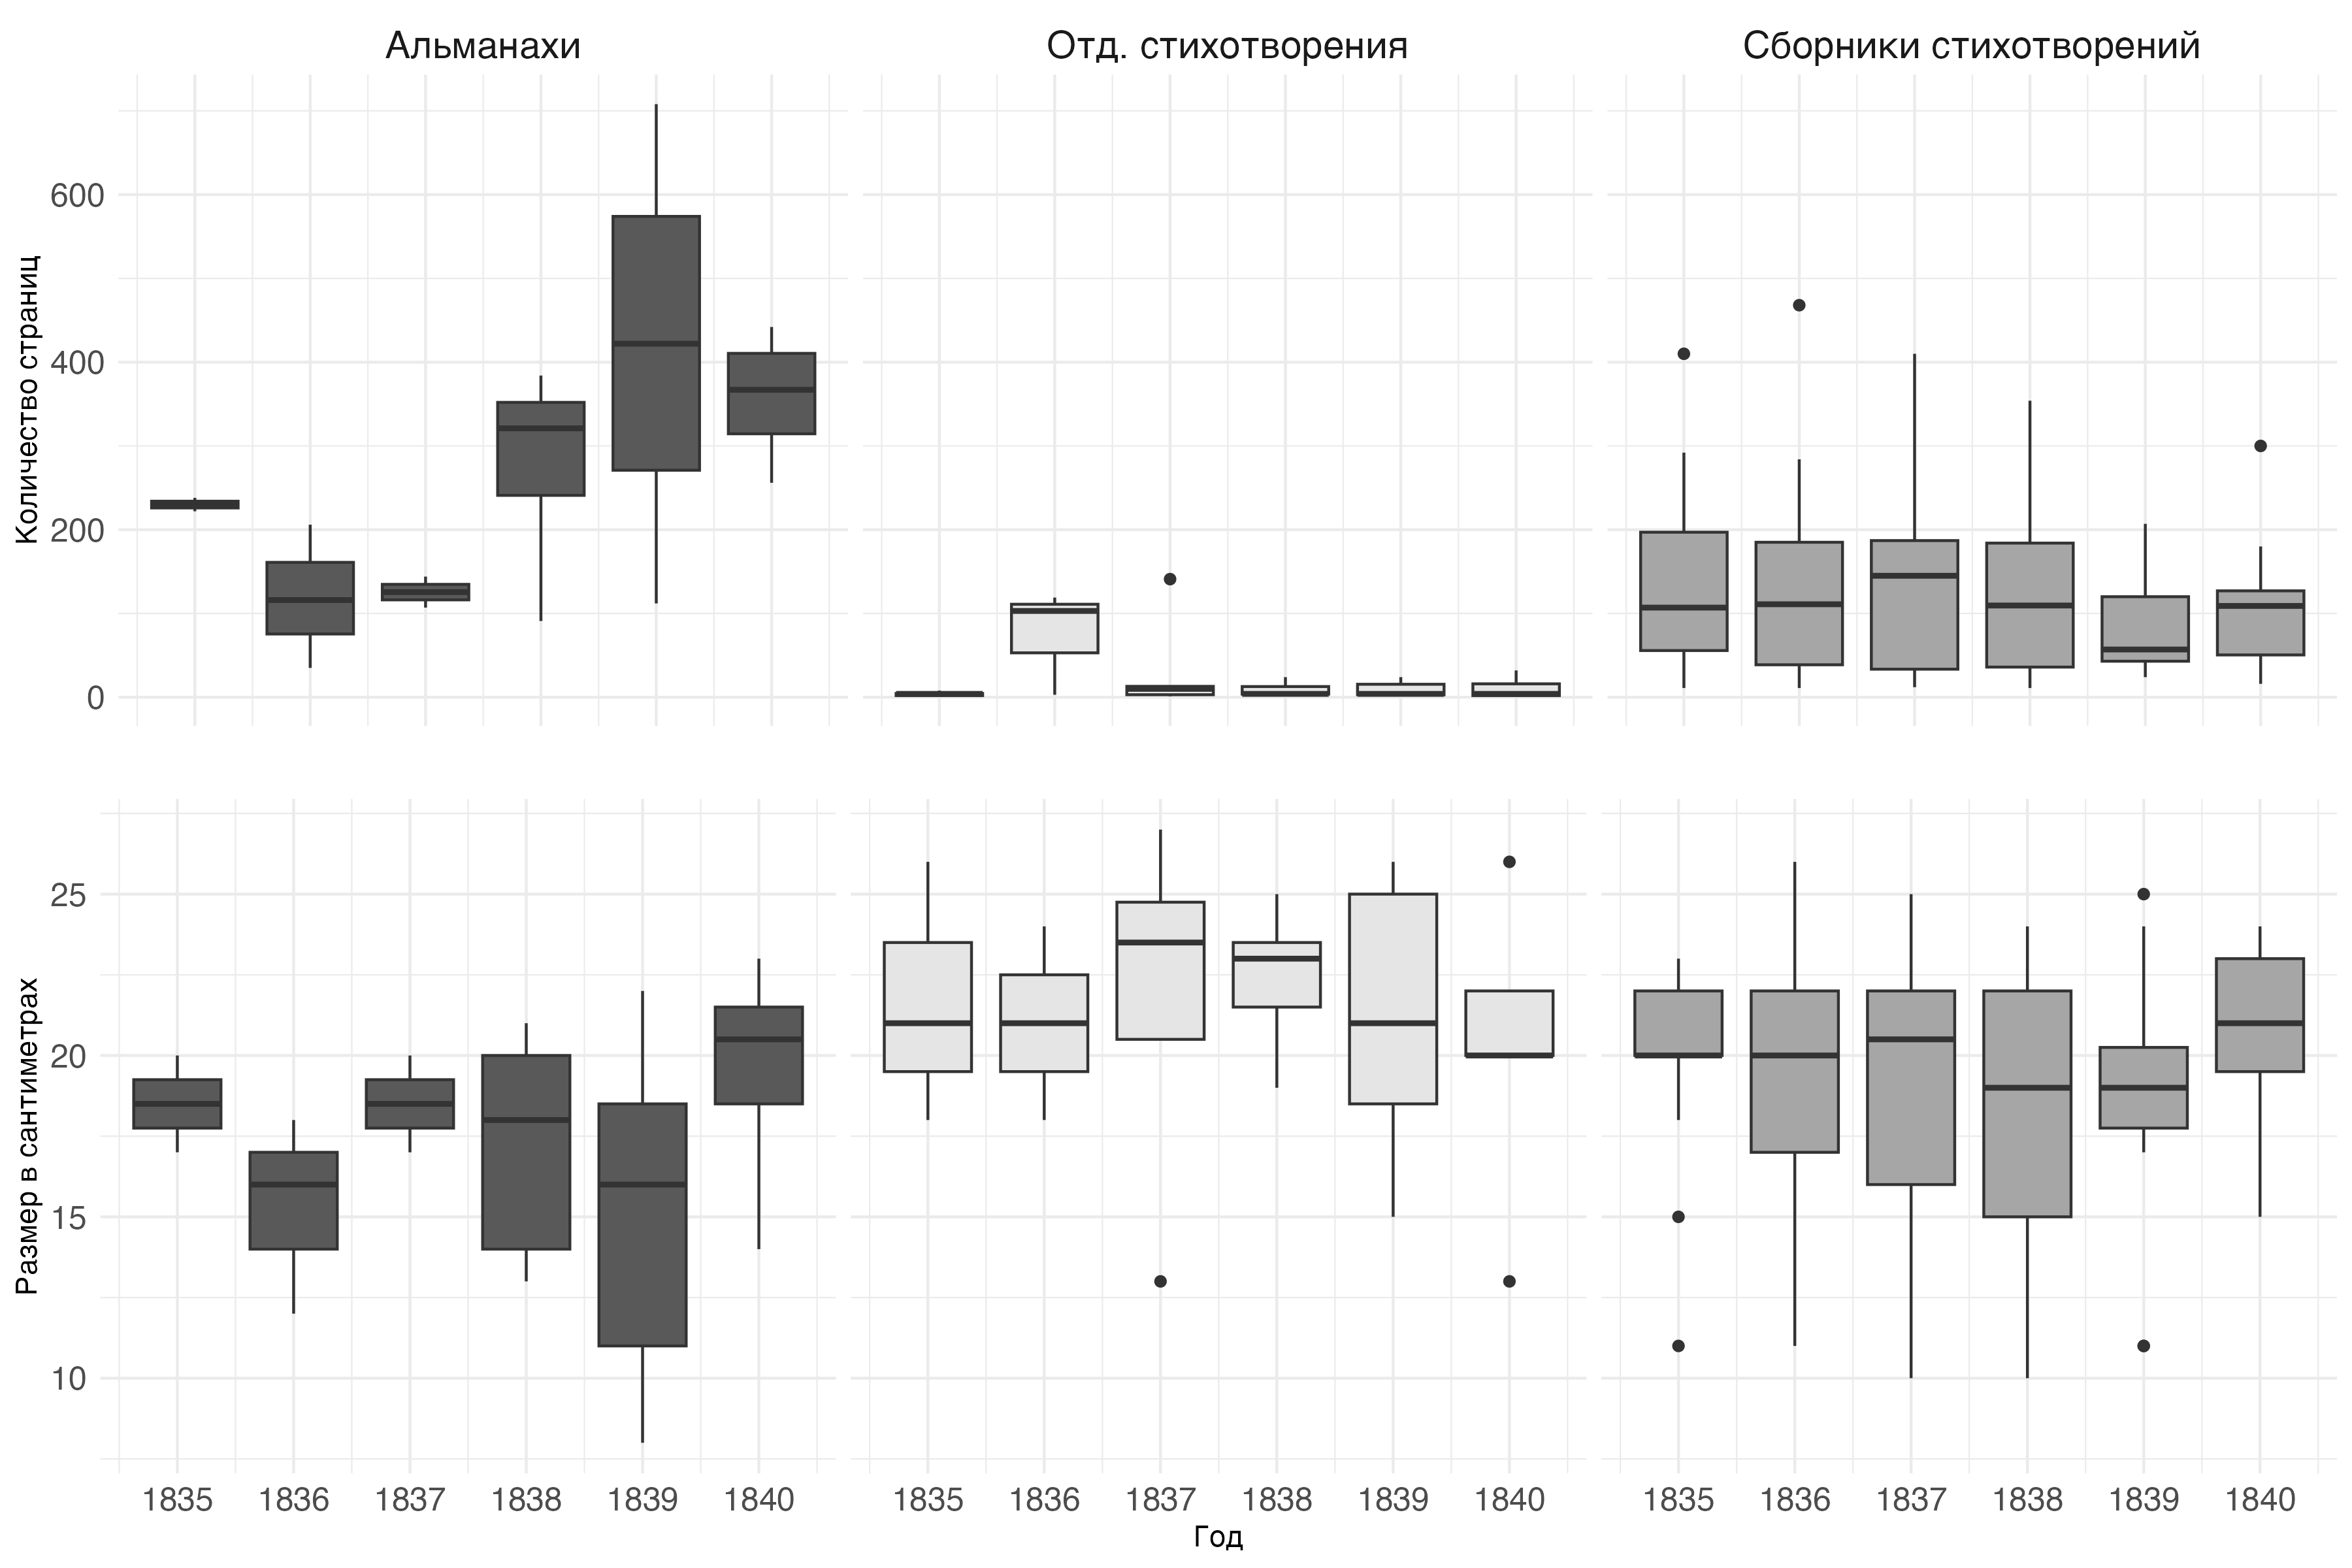 Альманахи Отд. стихотворения Сборники стихотворений
Количество страниц
600
400
200
0
Размер в сантиметрах
25
20
15
10
1835 1836 1837 1838 1839 1840 1835 1836 1837 1838 1839 1840 1835 1836 1837 1838 1839 1840
Год